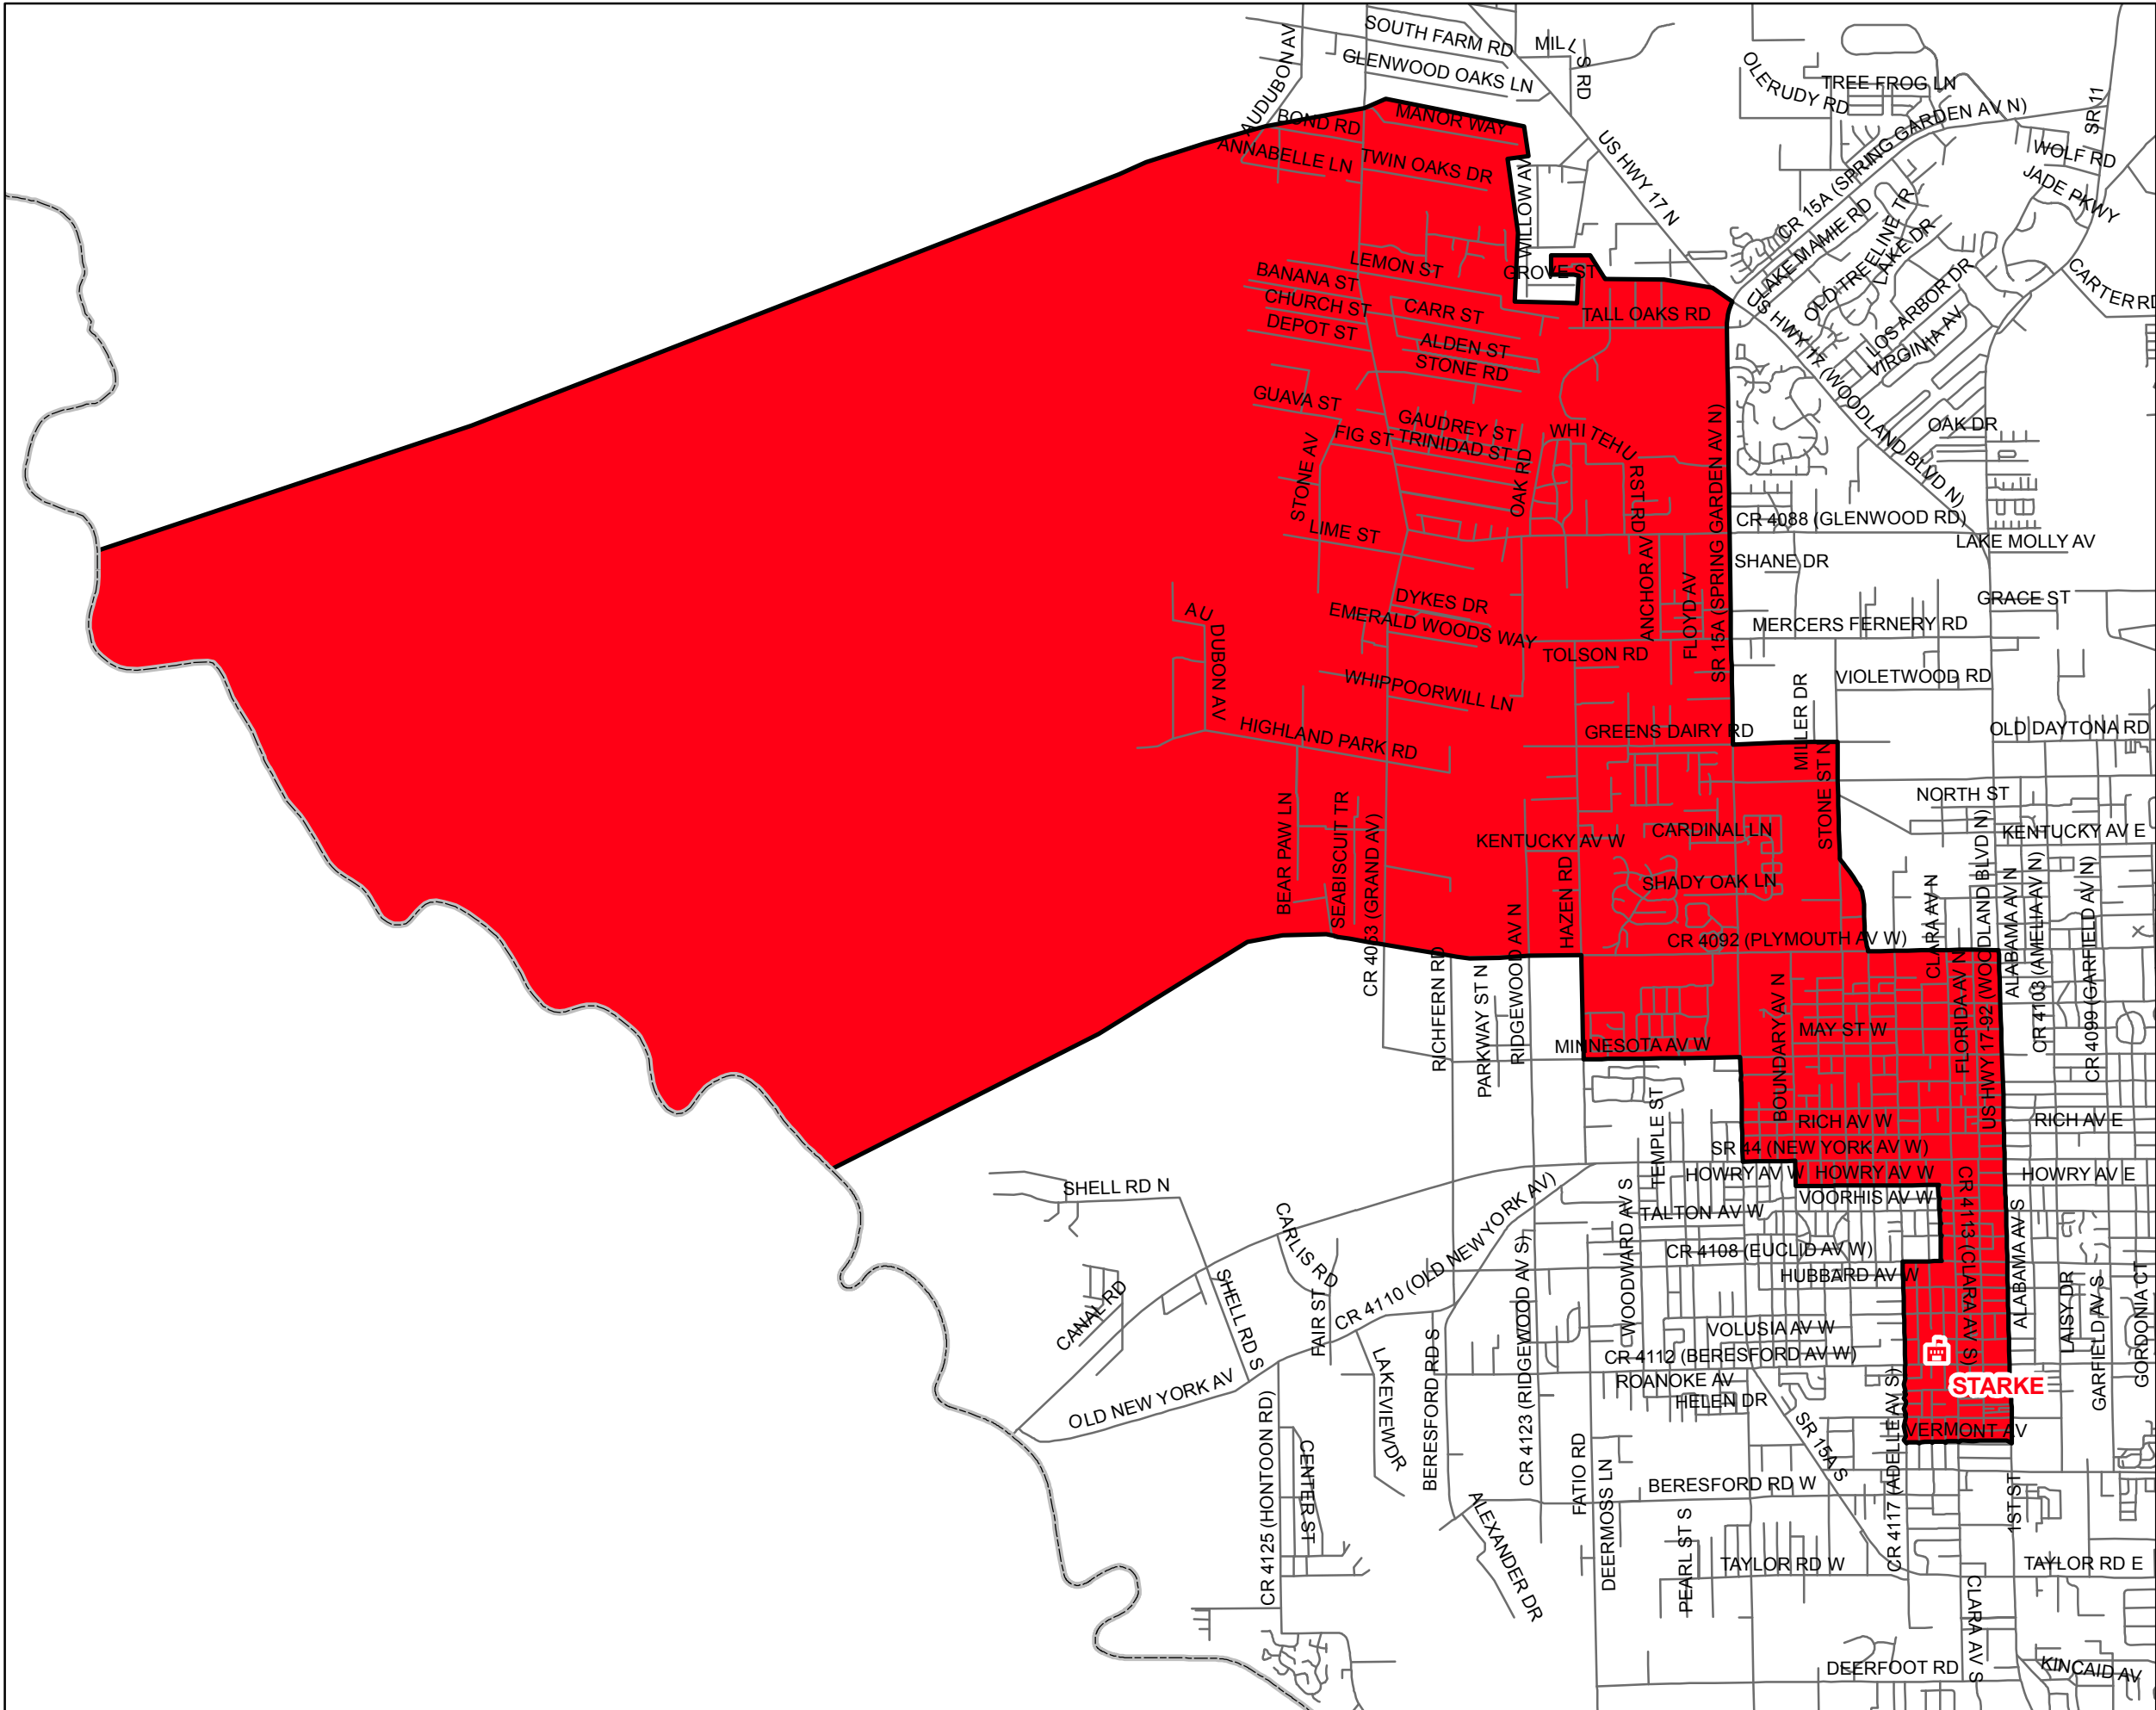 SOUTH FARM RD
MILLS RD
GLENWOOD OAKS LN
AUDUBON AV
OLERUDY RD
TREE FROG LN
SR 11
CR 15A (SPRING GARDEN AV N)
BOND RD
MANOR WAY
US HWY 17 N
WOLF RD
ANNABELLE LN
TWIN OAKS DR
JADE PKWY
WILLOW AV
LAKE MAMIE RD
OLD TREELINE TR
LAKE DR
LEMON ST
GROVE ST
BANANA ST
CHURCH ST
CARR ST
CARTER RD
DEPOT ST
TALL OAKS RD
LOS ARBOR DR
VIRGINIA AV
ALDEN ST
STONE RD
US HWY 17 (WOODLAND BLVD N)
GUAVA ST
GAUDREY ST
FIG ST
TRINIDAD ST
WHITEHURST RD
OAK DR
STONE AV
OAK RD
SR 15A (SPRING GARDEN AV N)
CR 4088 (GLENWOOD RD)
LIME ST
LAKE MOLLY AV
ANCHOR AV
SHANE DR
FLOYD AV
DYKES DR
GRACE ST
AUDUBON AV
EMERALD WOODS WAY
MERCERS FERNERY RD
TOLSON RD
WHIPPOORWILL LN
VIOLETWOOD RD
MILLER DR
HIGHLAND PARK RD
GREENS DAIRY RD
OLD DAYTONA RD
STONE ST N
BEAR PAW LN
SEABISCUIT TR
CR 4053 (GRAND AV)
NORTH ST
KENTUCKY AV W
CARDINAL LN
KENTUCKY AV E
HAZEN RD
SHADY OAK LN
CLARA AV N
US HWY 17-92 (WOODLAND BLVD N)
ALABAMA AV N
CR 4103 (AMELIA AV N)
CR 4099 (GARFIELD AV N)
CR 4092 (PLYMOUTH AV W)
RICHFERN RD
PARKWAY ST N
RIDGEWOOD AV N
BOUNDARY AV N
FLORIDA AV N
MAY ST W
MINNESOTA AV W
TEMPLE ST
RICH AV W
RICH AV E
SR 44 (NEW YORK AV W)
HOWRY AV W
HOWRY AV W
HOWRY AV E
SHELL RD N
VOORHIS AV W
CR 4113 (CLARA AV S)
WOODWARD AV S
TALTON AV W
ALABAMA AV S
CARLIS RD
CR 4108 (EUCLID AV W)
CR 4110 (OLD NEW YORK AV)
HUBBARD AV W
SHELL RD S
CANAL RD
FAIR ST
CR 4123 (RIDGEWOOD AV S)
DAISY DR
GARFIELD AV S
GORDONIA CT
VOLUSIA AV W
BERESFORD RD S
CR 4112 (BERESFORD AV W)
LAKEVIEW DR
ROANOKE AV
STARKE
HELEN DR
OLD NEW YORK AV
CR 4117 (ADELLE AV S)
VERMONT AV
SR 15A S
CR 4125 (HONTOON RD)
CENTER ST
FATIO RD
DEERMOSS LN
BERESFORD RD W
1ST ST
ALEXANDER DR
PEARL ST S
TAYLOR RD W
TAYLOR RD E
CLARA AV S
DEERFOOT RD
KINCAID AV